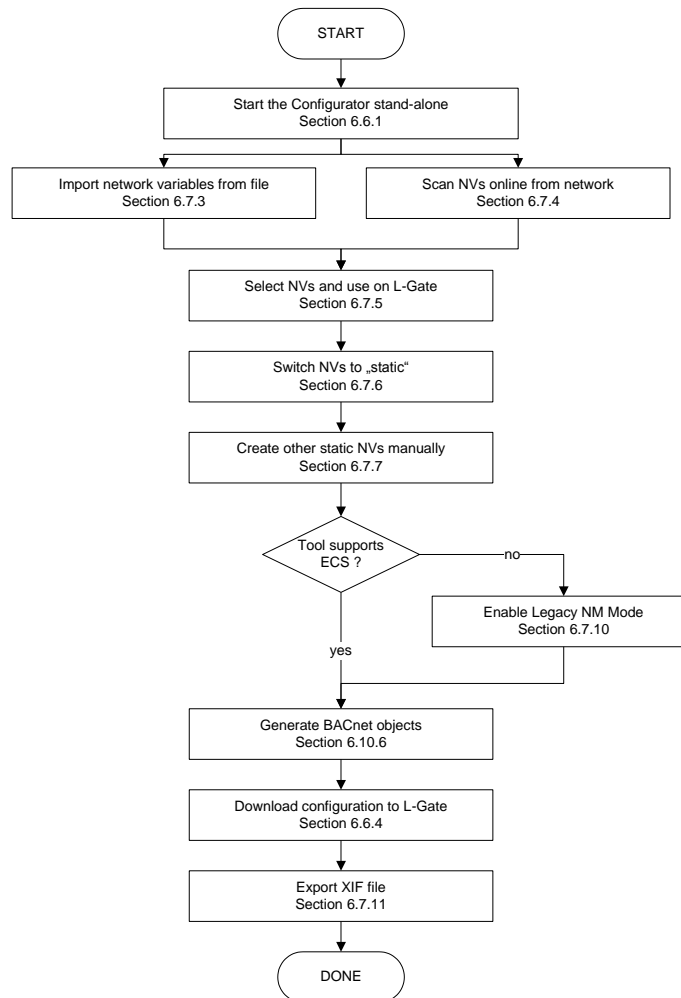 START
Start the Configurator stand-alone
Section 6.6.1
Import network variables from file
Section 6.7.3
Scan NVs online from network
Section 6.7.4
Select NVs and use on L-Gate
Section 6.7.5
Switch NVs to „static“
Section 6.7.6
Create other static NVs manually
Section 6.7.7
Tool supports
ECS ?
no
Enable Legacy NM Mode
Section 6.7.10
yes
Generate BACnet objects
Section 6.10.6
Download configuration to L-Gate
Section 6.6.4
Export XIF file
Section 6.7.11
DONE